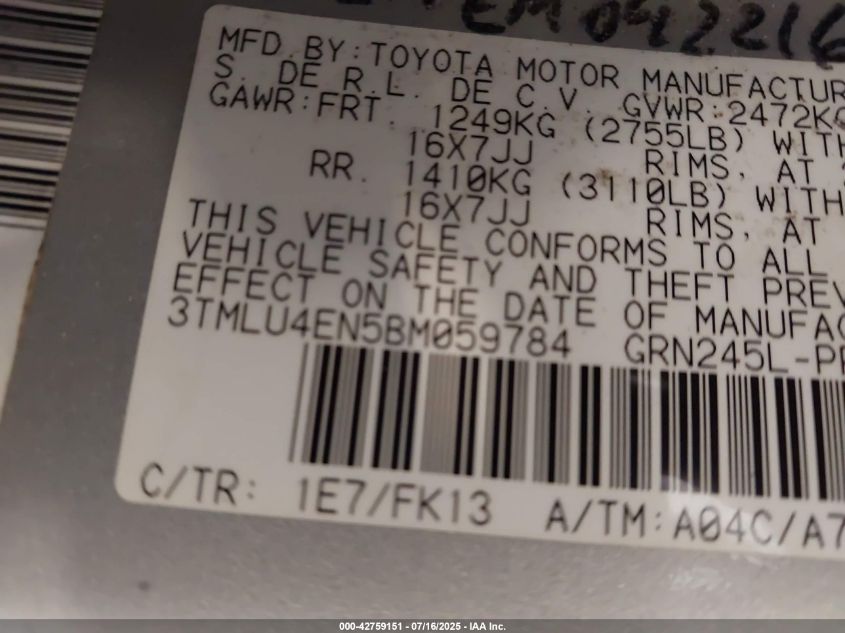 EM042216
MFD. BY: TOYOTA MOTOR MANUFACTUR
S. DE R.L. DE C.V. GVWR: 2472KG
GAWR: FRT. 1249KG (2755LB) WITH
16X7JJ RIMS, AT
RR. 1410KG (3110LB) WITH
16X7JJ RIMS, AT
THIS VEHICLE CONFORMS TO ALL
VEHICLE SAFETY AND THEFT PREV
EFFECT ON THE DATE OF MANUFAC
3TMLU4EN5BM059784 GRN245L-P
C/TR: 1E7/FK13 A/TM: A04C/A7
000-42759151 - 07/16/2025 - IAA Inc.